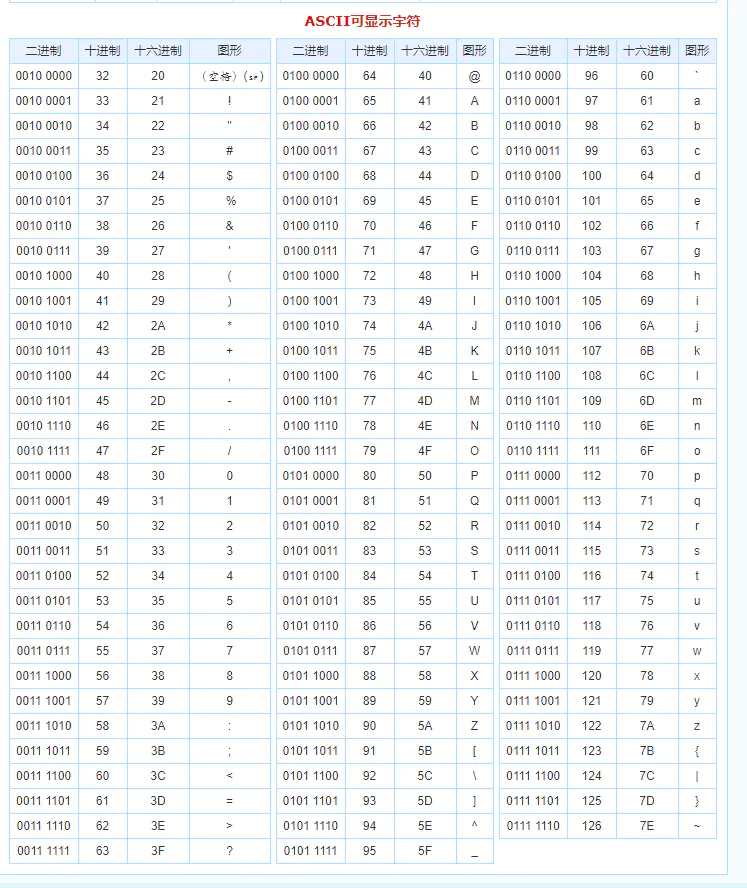 ASCII可显示字符
二进制 十进制 十六进制 图形 二进制 十进制 十六进制 图形 二进制 十进制 十六进制 图形
0010 0000 32 20 （空格）(␠) 0100 0000 64 40 @ 0110 0000 96 60 `
0010 0001 33 21 ! 0100 0001 65 41 A 0110 0001 97 61 a
0010 0010 34 22 " 0100 0010 66 42 B 0110 0010 98 62 b
0010 0011 35 23 # 0100 0011 67 43 C 0110 0011 99 63 c
0010 0100 36 24 $ 0100 0100 68 44 D 0110 0100 100 64 d
0010 0101 37 25 % 0100 0101 69 45 E 0110 0101 101 65 e
0010 0110 38 26 & 0100 0110 70 46 F 0110 0110 102 66 f
0010 0111 39 27 ' 0100 0111 71 47 G 0110 0111 103 67 g
0010 1000 40 28 ( 0100 1000 72 48 H 0110 1000 104 68 h
0010 1001 41 29 ) 0100 1001 73 49 I 0110 1001 105 69 i
0010 1010 42 2A * 0100 1010 74 4A J 0110 1010 106 6A j
0010 1011 43 2B + 0100 1011 75 4B K 0110 1011 107 6B k
0010 1100 44 2C , 0100 1100 76 4C L 0110 1100 108 6C l
0010 1101 45 2D - 0100 1101 77 4D M 0110 1101 109 6D m
0010 1110 46 2E . 0100 1110 78 4E N 0110 1110 110 6E n
0010 1111 47 2F / 0100 1111 79 4F O 0110 1111 111 6F o
0011 0000 48 30 0 0101 0000 80 50 P 0111 0000 112 70 p
0011 0001 49 31 1 0101 0001 81 51 Q 0111 0001 113 71 q
0011 0010 50 32 2 0101 0010 82 52 R 0111 0010 114 72 r
0011 0011 51 33 3 0101 0011 83 53 S 0111 0011 115 73 s
0011 0100 52 34 4 0101 0100 84 54 T 0111 0100 116 74 t
0011 0101 53 35 5 0101 0101 85 55 U 0111 0101 117 75 u
0011 0110 54 36 6 0101 0110 86 56 V 0111 0110 118 76 v
0011 0111 55 37 7 0101 0111 87 57 W 0111 0111 119 77 w
0011 1000 56 38 8 0101 1000 88 58 X 0111 1000 120 78 x
0011 1001 57 39 9 0101 1001 89 59 Y 0111 1001 121 79 y
0011 1010 58 3A : 0101 1010 90 5A Z 0111 1010 122 7A z
0011 1011 59 3B ; 0101 1011 91 5B [ 0111 1011 123 7B {
0011 1100 60 3C < 0101 1100 92 5C \ 0111 1100 124 7C |
0011 1101 61 3D = 0101 1101 93 5D ] 0111 1101 125 7D }
0011 1110 62 3E > 0101 1110 94 5E ^ 0111 1110 126 7E ~
0011 1111 63 3F ? 0101 1111 95 5F _